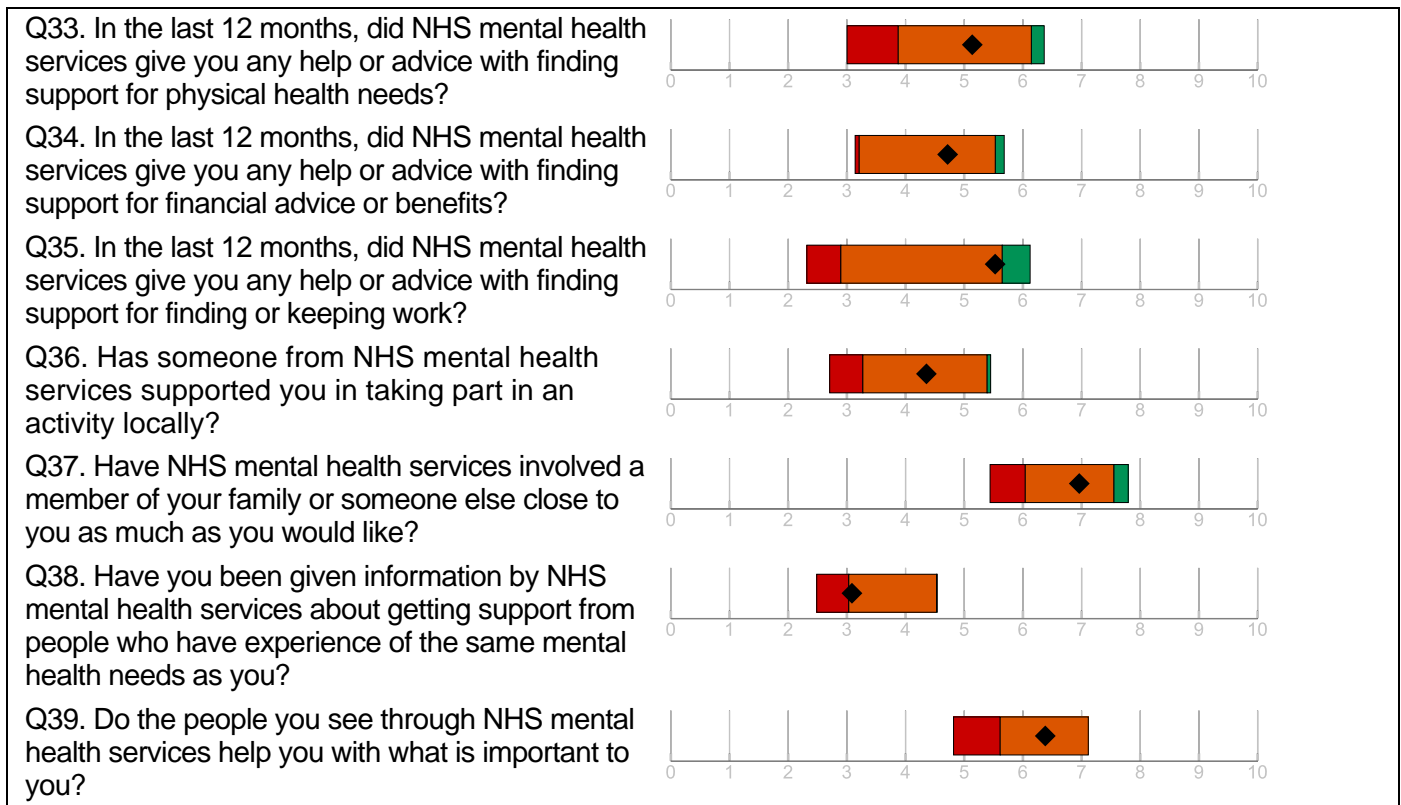 Q33. In the last 12 months, did NHS mental health
services give you any help or advice with finding
support for physical health needs?
0 1 2 3 4 5 6 7 8 9 10
Q34. In the last 12 months, did NHS mental health
services give you any help or advice with finding
support for financial advice or benefits?
0 1 2 3 4 5 6 7 8 9 10
Q35. In the last 12 months, did NHS mental health
services give you any help or advice with finding
support for finding or keeping work?
0 1 2 3 4 5 6 7 8 9 10
Q36. Has someone from NHS mental health
services supported you in taking part in an
activity locally?
0 1 2 3 4 5 6 7 8 9 10
Q37. Have NHS mental health services involved a
member of your family or someone else close to
you as much as you would like?
0 1 2 3 4 5 6 7 8 9 10
Q38. Have you been given information by NHS
mental health services about getting support from
people who have experience of the same mental
health needs as you?
0 1 2 3 4 5 6 7 8 9 10
Q39. Do the people you see through NHS mental
health services help you with what is important to
you?
0 1 2 3 4 5 6 7 8 9 10